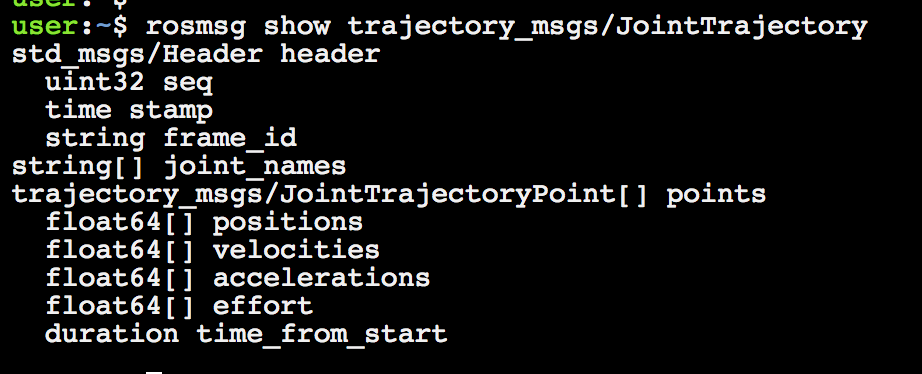 user:~$
user:~$ rosmsg show trajectory_msgs/JointTrajectory
std_msgs/Header header
  uint32 seq
  time stamp
  string frame_id
string[] joint_names
trajectory_msgs/JointTrajectoryPoint[] points
  float64[] positions
  float64[] velocities
  float64[] accelerations
  float64[] effort
  duration time_from_start